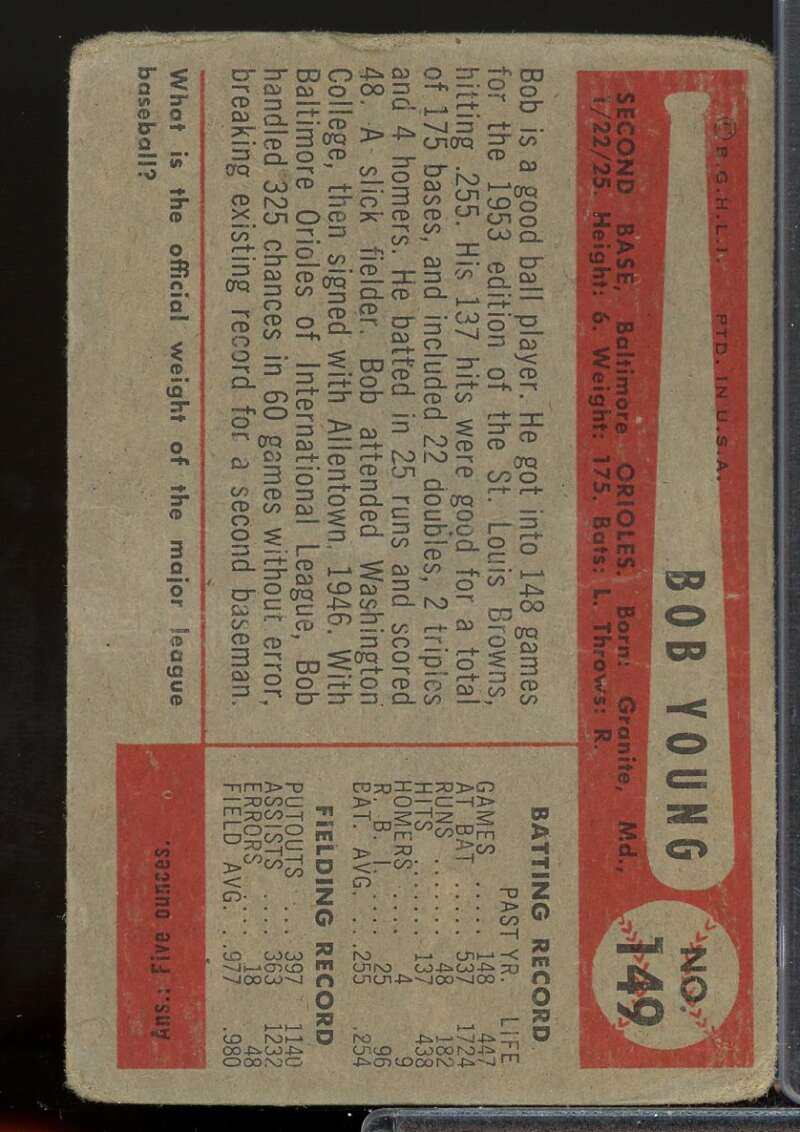 © B.G.H.L.I. PTD. IN U.S.A.
BOB YOUNG
NO. 149
SECOND BASE, Baltimore ORIOLES. Born: Granite, Md.,
1/22/25. Height: 6. Weight: 175. Bats: L. Throws: R.
Bob is a good ball player. He got into 148 games
for the 1953 edition of the St. Louis Browns,
hitting .255. His 137 hits were good for a total
of 175 bases, and included 22 doubles, 2 triples
and 4 homers. He batted in 25 runs and scored
48. A slick fielder. Bob attended Washington
College, then signed with Allentown, 1946. With
Baltimore Orioles of International League, Bob
handled 325 chances in 60 games without error,
breaking existing record for a second baseman.
BATTING RECORD
PAST YR. LIFE
GAMES ..... 148 447
AT BAT ..... 537 1724
RUNS ...... 48 182
HITS ...... 137 438
HOMERS .... 4 9
R. B. I. .... 25 96
BAT. AVG. ... .255 .254
FIELDING RECORD
PUTOUTS ... 397 1140
ASSISTS .... 363 1232
ERRORS .... 18 48
FIELD AVG. . .977 .980
What is the official weight of the major league
baseball?
Ans.: Five ounces.